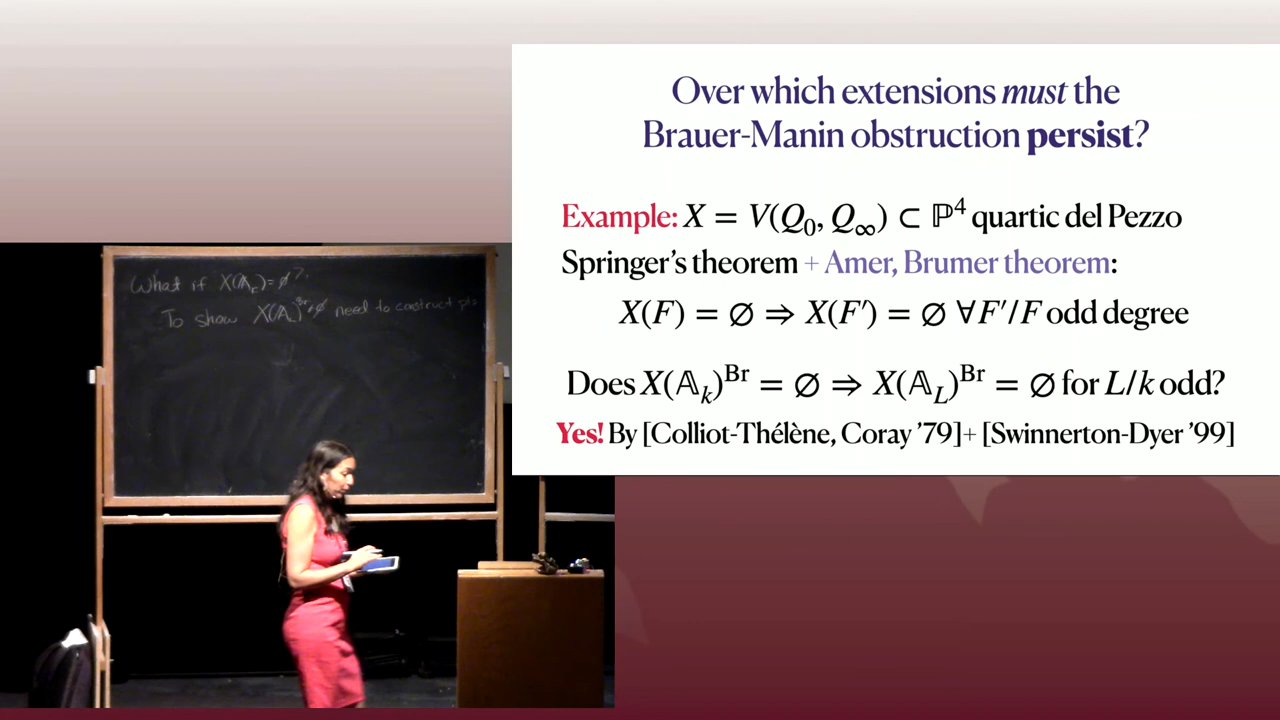 Over which extensions must the
Brauer-Manin obstruction persist?
Example: X = V(Q₀, Q∞) ⊂ ℙ⁴ quartic del Pezzo
Springer's theorem + Amer, Brumer theorem:
X(F) = ∅ ⇒ X(F′) = ∅ ∀F′/F odd degree
Does X(𝔸ₖ)^Br = ∅ ⇒ X(𝔸_L)^Br = ∅ for L/k odd?
Yes! By [Colliot-Thélène, Coray '79]+ [Swinnerton-Dyer '99]
What if X(𝔸_L)=∅?
To show X(𝔸_L)^Br≠∅ need to construct pts